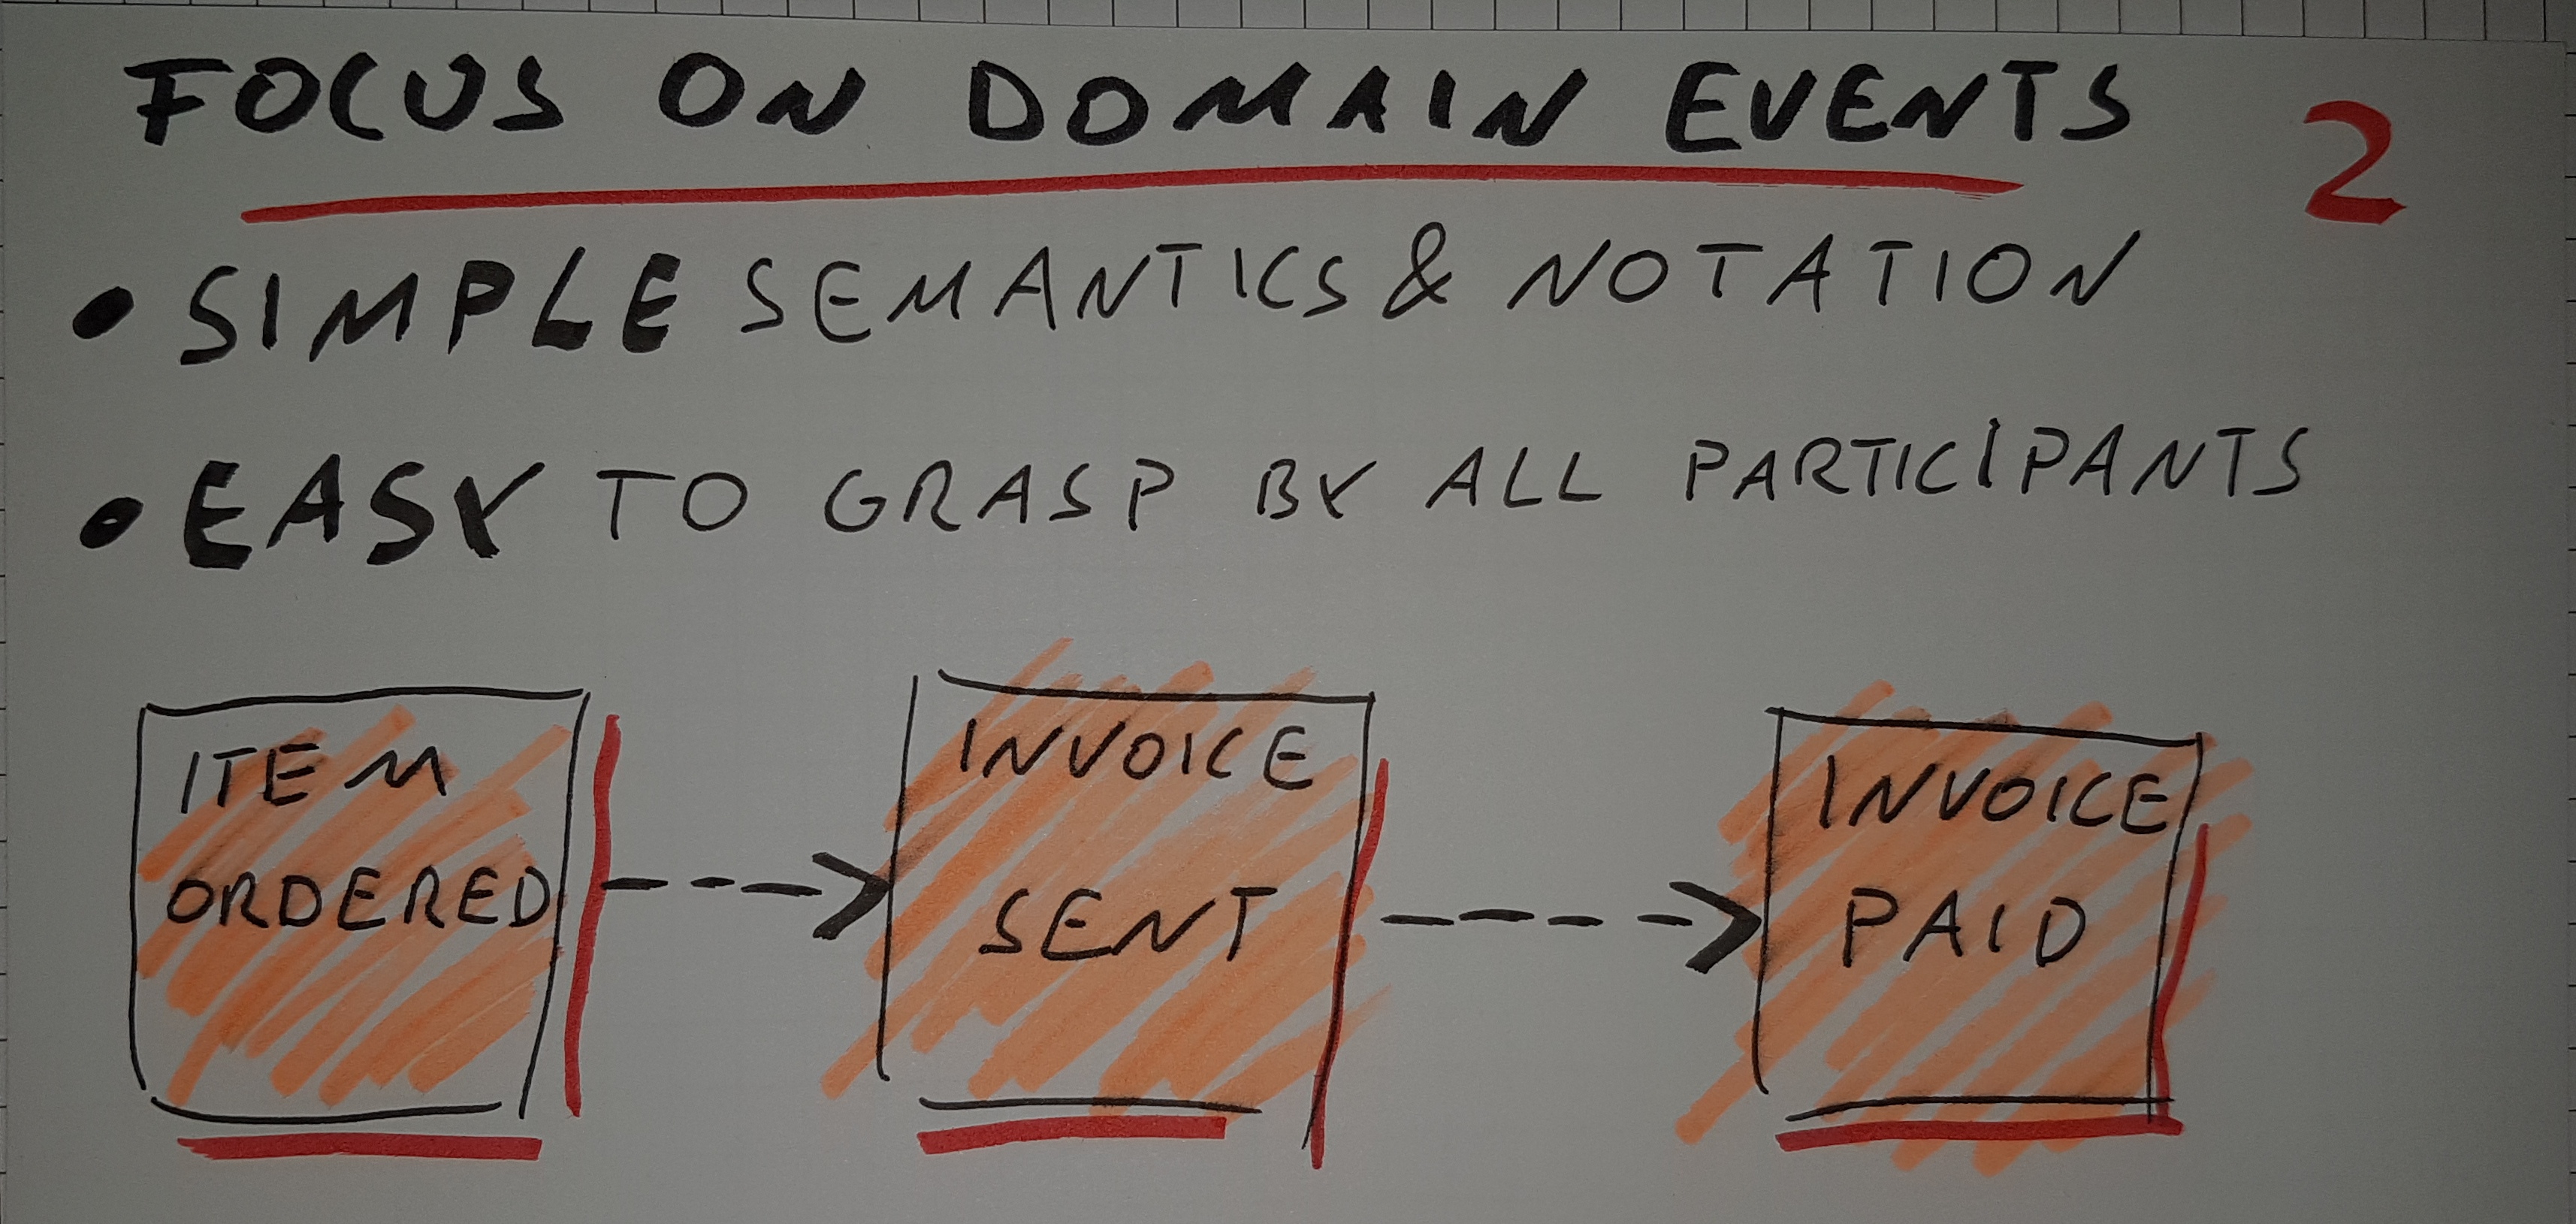 FOCUS ON DOMAIN EVENTS 2
• SIMPLE SEMANTICS & NOTATION
• EASY TO GRASP BY ALL PARTICIPANTS
ITEM
ORDERED
INVOICE
SENT
INVOICE
PAID